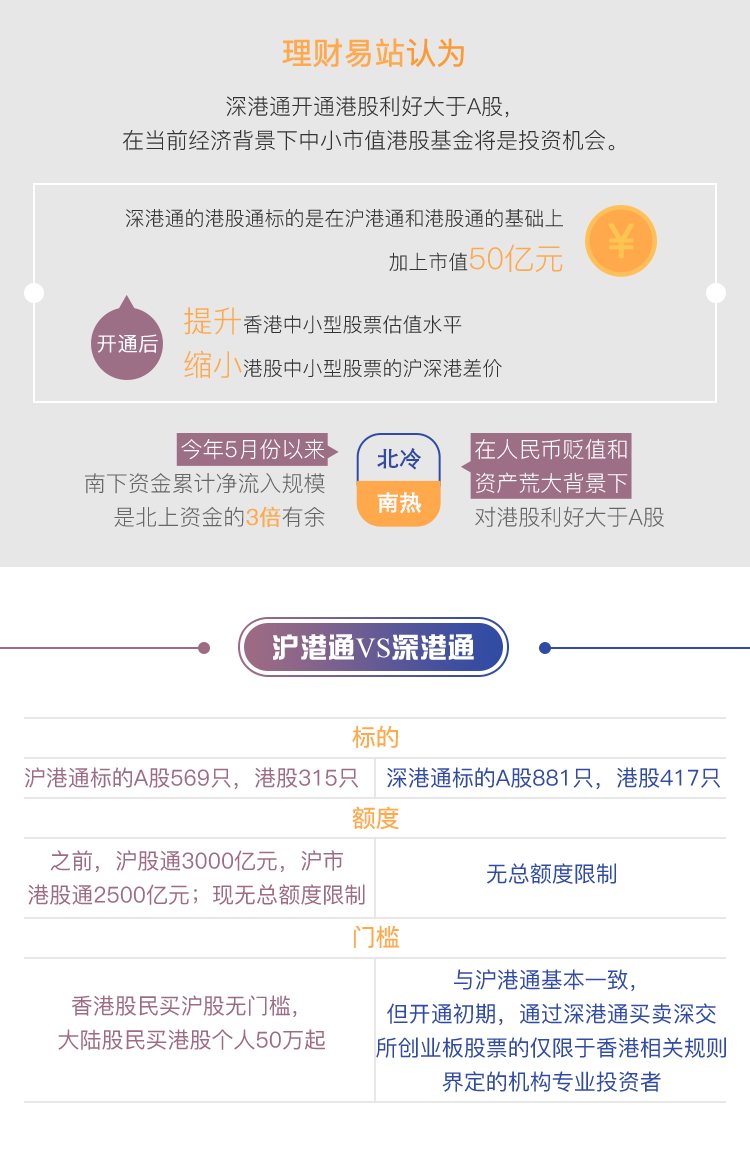 理财易站认为
深港通开通港股利好大于A股，
在当前经济背景下中小市值港股基金将是投资机会。
深港通的港股通标的是在沪港通和港股通的基础上
加上市值50亿元
¥
开通后
提升香港中小型股票估值水平
缩小港股中小型股票的沪深港差价
今年5月份以来
南下资金累计净流入规模
是北上资金的3倍有余
北冷
南热
在人民币贬值和
资产荒大背景下
对港股利好大于A股
沪港通VS深港通
标的
沪港通标的A股569只，港股315只
深港通标的A股881只，港股417只
额度
之前，沪股通3000亿元，沪市
港股通2500亿元；现无总额度限制
无总额度限制
门槛
香港股民买沪股无门槛，
大陆股民买港股个人50万起
与沪港通基本一致，
但开通初期，通过深港通买卖深交
所创业板股票的仅限于香港相关规则
界定的机构专业投资者